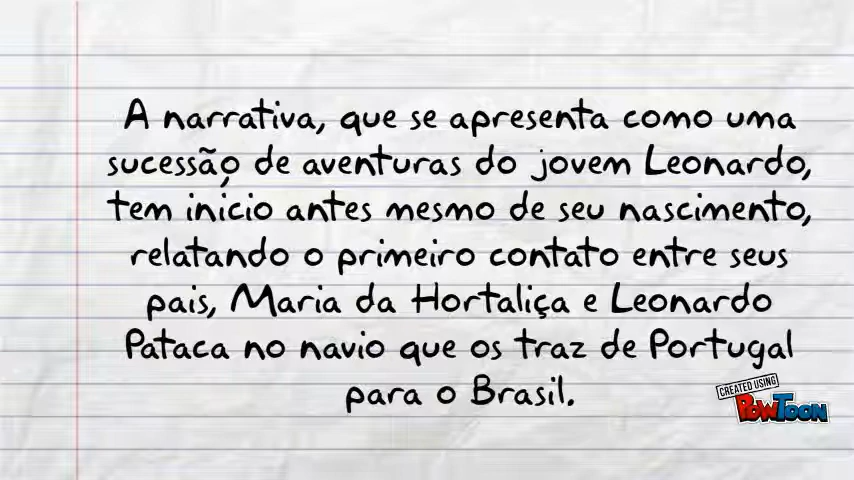 A narrativa, que se apresenta como uma
sucessão de aventuras do jovem Leonardo,
tem início antes mesmo de seu nascimento,
relatando o primeiro contato entre seus
pais, Maria da Hortaliça e Leonardo
Pataca no navio que os traz de Portugal
para o Brasil.
CREATED USING
POWTOON